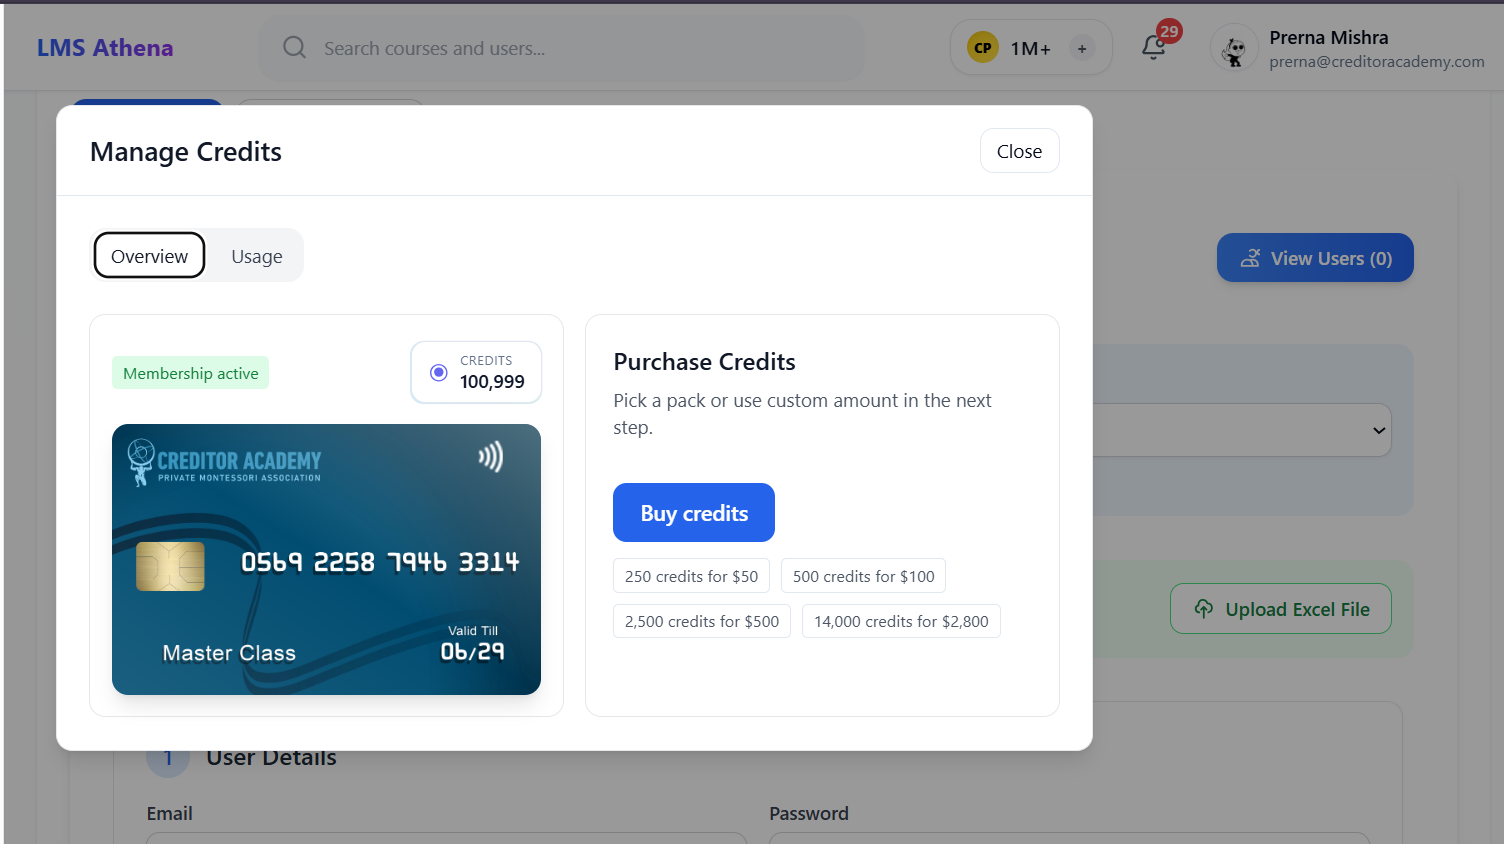 LMS Athena
Search courses and users...
CP 1M+ +
29
Prerna Mishra
prerna@creditoracademy.com
Manage Credits
Close
Overview
Usage
View Users (0)
Membership active
CREDITS
100,999
CREDITOR ACADEMY
PRIVATE MONTESSORI ASSOCIATION
0569 2258 7946 3314
Valid Till
06/29
Master Class
Purchase Credits
Pick a pack or use custom amount in the next
step.
Buy credits
250 credits for $50
500 credits for $100
2,500 credits for $500
14,000 credits for $2,800
Upload Excel File
1 User Details
Email
Password